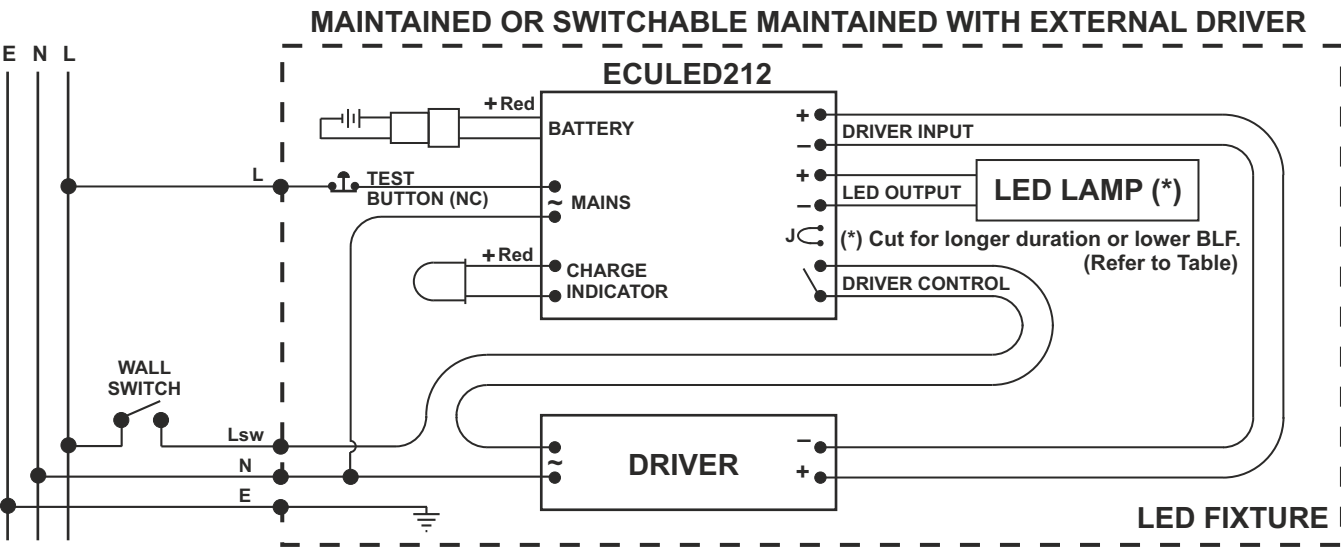 MAINTAINED OR SWITCHABLE MAINTAINED WITH EXTERNAL DRIVER
E N L
ECULED212
+ Red
BATTERY
+
DRIVER INPUT
–
L
TEST
BUTTON (NC)
~ MAINS
+
LED OUTPUT
–
LED LAMP (*)
J
(*) Cut for longer duration or lower BLF.
(Refer to Table)
+ Red
CHARGE
INDICATOR
DRIVER CONTROL
WALL
SWITCH
Lsw
N
E
~
DRIVER
–
+
LED FIXTURE